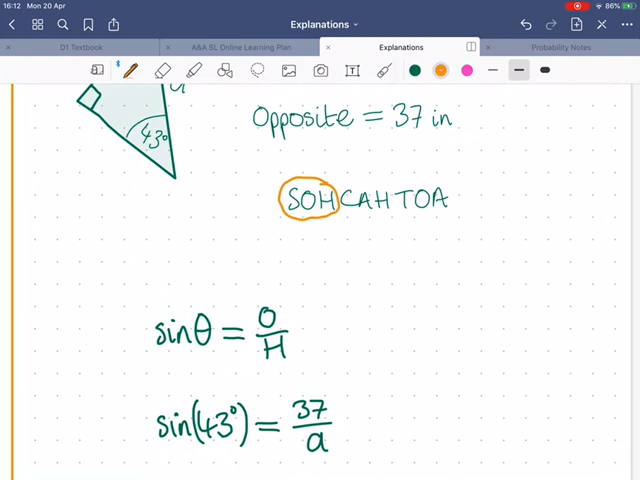 16:12 Mon 20 Apr
86%
Explanations
D1 Textbook
A&A SL Online Learning Plan
Explanations
Probability Notes
a
43°
Opposite = 37 in
SOHCAHTOA
sinθ = O/H
sin(43°) = 37/a